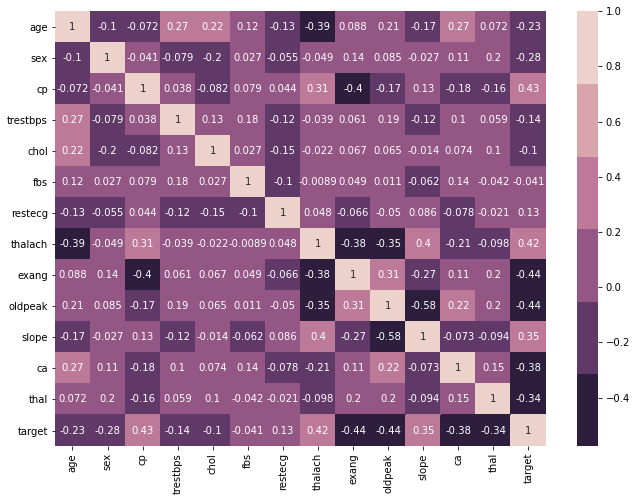 age 1 -0.1 -0.072 0.27 0.22 0.12 -0.13 -0.39 0.088 0.21 -0.17 0.27 0.072 -0.23
sex -0.1 1 -0.041 -0.079 -0.2 0.027 -0.055 -0.049 0.14 0.085 -0.027 0.11 0.2 -0.28
cp -0.072 -0.041 1 0.038 -0.082 0.079 0.044 0.31 -0.4 -0.17 0.13 -0.18 -0.16 0.43
trestbps 0.27 -0.079 0.038 1 0.13 0.18 -0.12 -0.039 0.061 0.19 -0.12 0.1 0.059 -0.14
chol 0.22 -0.2 -0.082 0.13 1 0.027 -0.15 -0.022 0.067 0.065 -0.014 0.074 0.1 -0.1
fbs 0.12 0.027 0.079 0.18 0.027 1 -0.1 -0.0089 0.049 0.011 -0.062 0.14 -0.042 -0.041
restecg -0.13 -0.055 0.044 -0.12 -0.15 -0.1 1 0.048 -0.066 -0.05 0.086 -0.078 -0.021 0.13
thalach -0.39 -0.049 0.31 -0.039 -0.022 -0.0089 0.048 1 -0.38 -0.35 0.4 -0.21 -0.098 0.42
exang 0.088 0.14 -0.4 0.061 0.067 0.049 -0.066 -0.38 1 0.31 -0.27 0.11 0.2 -0.44
oldpeak 0.21 0.085 -0.17 0.19 0.065 0.011 -0.05 -0.35 0.31 1 -0.58 0.22 0.2 -0.44
slope -0.17 -0.027 0.13 -0.12 -0.014 -0.062 0.086 0.4 -0.27 -0.58 1 -0.073 -0.094 0.35
ca 0.27 0.11 -0.18 0.1 0.074 0.14 -0.078 -0.21 0.11 0.22 -0.073 1 0.15 -0.38
thal 0.072 0.2 -0.16 0.059 0.1 -0.042 -0.021 -0.098 0.2 0.2 -0.094 0.15 1 -0.34
target -0.23 -0.28 0.43 -0.14 -0.1 -0.041 0.13 0.42 -0.44 -0.44 0.35 -0.38 -0.34 1
age sex cp trestbps chol fbs restecg thalach exang oldpeak slope ca thal target
1.0
0.8
0.6
0.4
0.2
0.0
−0.2
−0.4